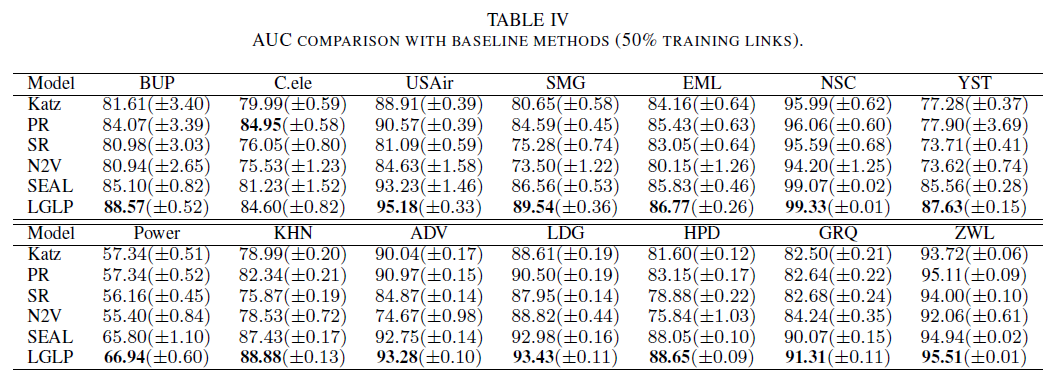 TABLE IV
AUC COMPARISON WITH BASELINE METHODS (50% TRAINING LINKS).
Model BUP C.ele USAir SMG EML NSC YST
Katz 81.61(±3.40) 79.99(±0.59) 88.91(±0.39) 80.65(±0.58) 84.16(±0.64) 95.99(±0.62) 77.28(±0.37)
PR 84.07(±3.39) 84.95(±0.58) 90.57(±0.39) 84.59(±0.45) 85.43(±0.63) 96.06(±0.60) 77.90(±3.69)
SR 80.98(±3.03) 76.05(±0.80) 81.09(±0.59) 75.28(±0.74) 83.05(±0.64) 95.59(±0.68) 73.71(±0.41)
N2V 80.94(±2.65) 75.53(±1.23) 84.63(±1.58) 73.50(±1.22) 80.15(±1.26) 94.20(±1.25) 73.62(±0.74)
SEAL 85.10(±0.82) 81.23(±1.52) 93.23(±1.46) 86.56(±0.53) 85.83(±0.46) 99.07(±0.02) 85.56(±0.28)
LGLP 88.57(±0.52) 84.60(±0.82) 95.18(±0.33) 89.54(±0.36) 86.77(±0.26) 99.33(±0.01) 87.63(±0.15)
Model Power KHN ADV LDG HPD GRQ ZWL
Katz 57.34(±0.51) 78.99(±0.20) 90.04(±0.17) 88.61(±0.19) 81.60(±0.12) 82.50(±0.21) 93.72(±0.06)
PR 57.34(±0.52) 82.34(±0.21) 90.97(±0.15) 90.50(±0.19) 83.15(±0.17) 82.64(±0.22) 95.11(±0.09)
SR 56.16(±0.45) 75.87(±0.19) 84.87(±0.14) 87.95(±0.14) 78.88(±0.22) 82.68(±0.24) 94.00(±0.10)
N2V 55.40(±0.84) 78.53(±0.72) 74.67(±0.98) 88.82(±0.44) 75.84(±1.03) 84.24(±0.35) 92.06(±0.61)
SEAL 65.80(±1.10) 87.43(±0.17) 92.75(±0.14) 92.98(±0.16) 88.05(±0.10) 90.07(±0.15) 94.94(±0.02)
LGLP 66.94(±0.60) 88.88(±0.13) 93.28(±0.10) 93.43(±0.11) 88.65(±0.09) 91.31(±0.11) 95.51(±0.01)